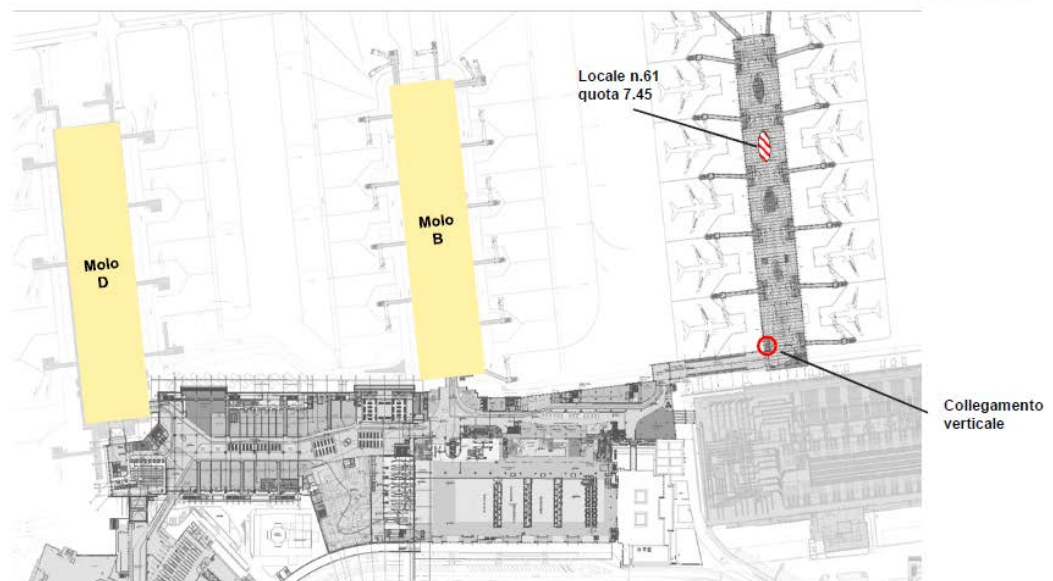 Locale n.61
quota 7.45
Molo
B
Molo
D
Collegamento
verticale